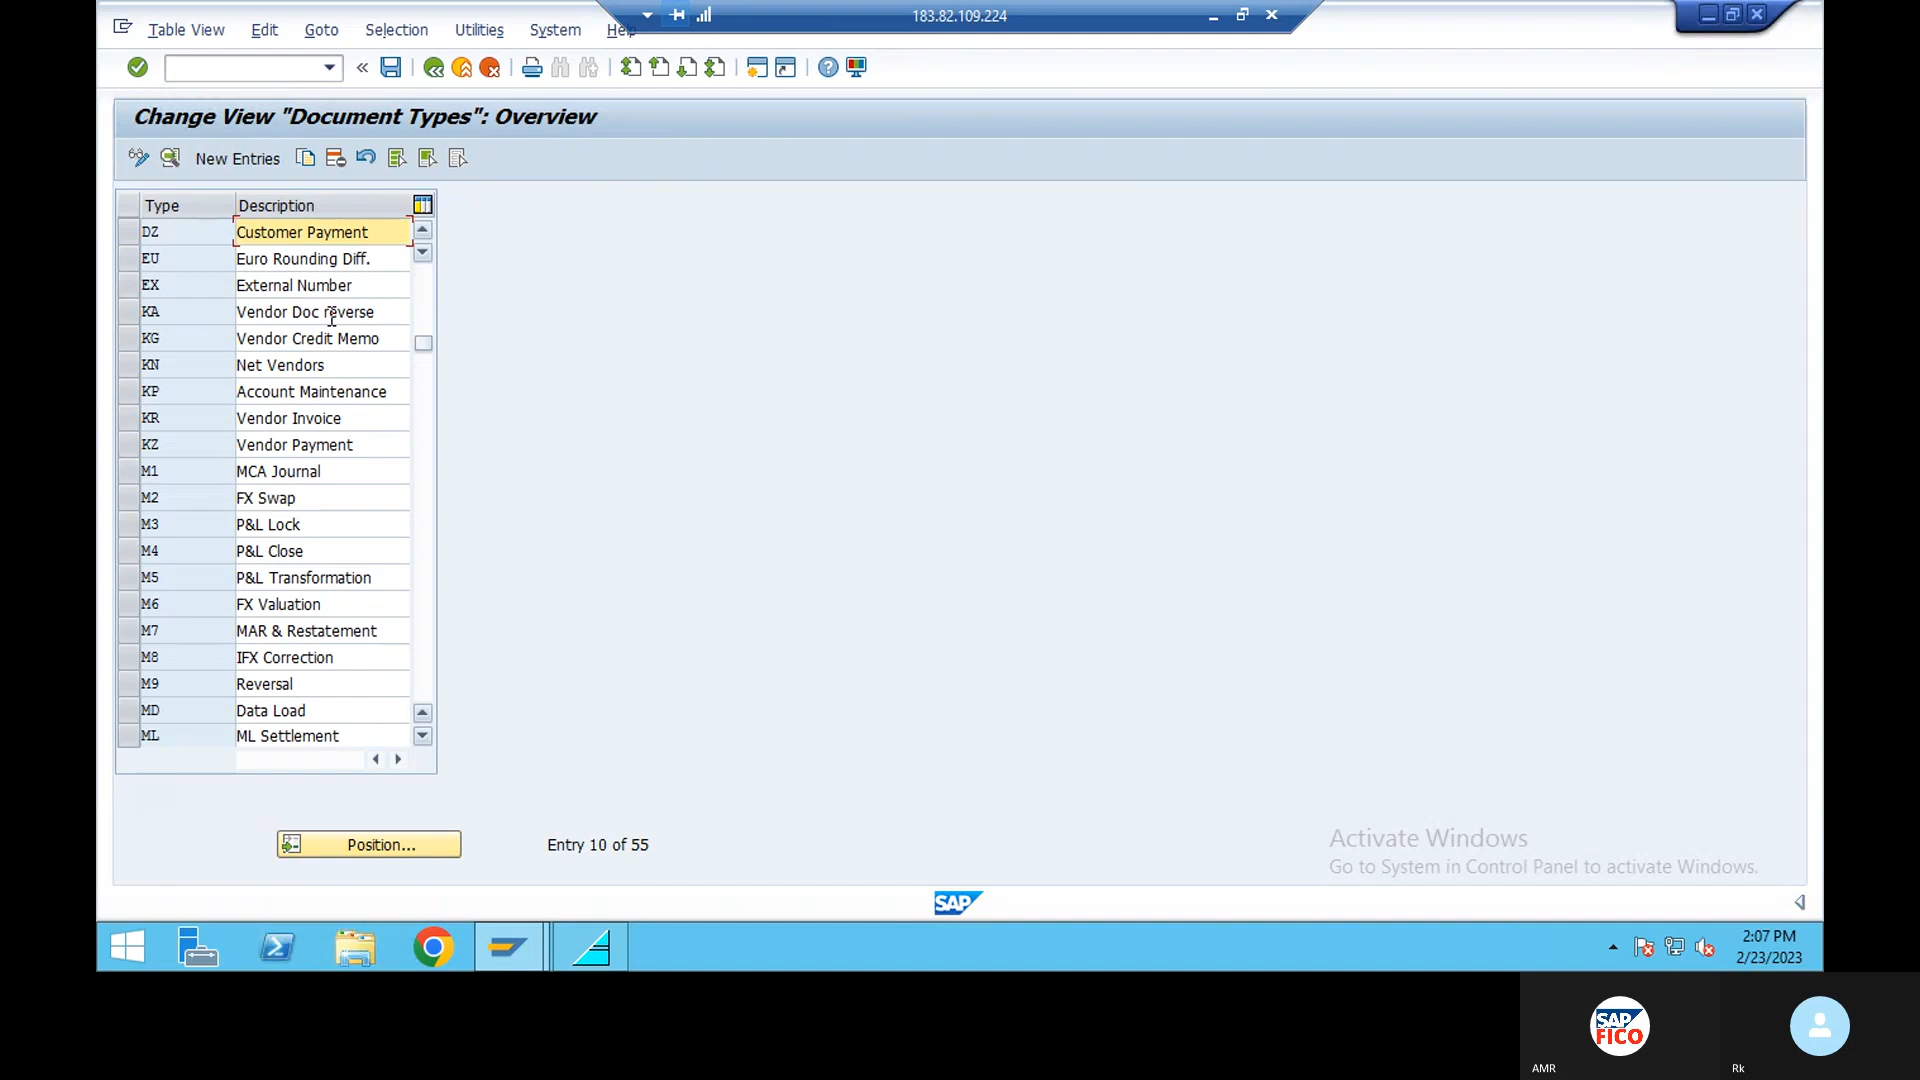 183.82.109.224
Table View Edit Goto Selection Utilities System Help
Change View "Document Types": Overview
New Entries
Type Description
DZ Customer Payment
EU Euro Rounding Diff.
EX External Number
KA Vendor Doc reverse
KG Vendor Credit Memo
KN Net Vendors
KP Account Maintenance
KR Vendor Invoice
KZ Vendor Payment
M1 MCA Journal
M2 FX Swap
M3 P&L Lock
M4 P&L Close
M5 P&L Transformation
M6 FX Valuation
M7 MAR & Restatement
M8 IFX Correction
M9 Reversal
MD Data Load
ML ML Settlement
Position... Entry 10 of 55
Activate Windows
Go to System in Control Panel to activate Windows.
SAP
2:07 PM
2/23/2023
SAP
FICO
AMR Rk